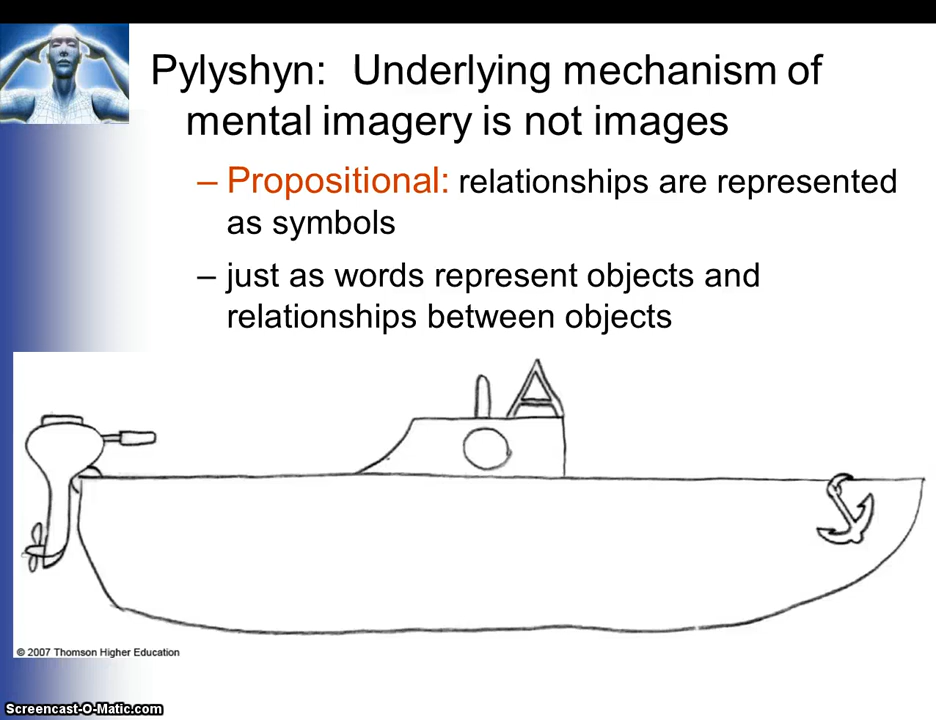 Pylyshyn: Underlying mechanism of
mental imagery is not images
– Propositional: relationships are represented
as symbols
– just as words represent objects and
relationships between objects
© 2007 Thomson Higher Education
Screencast-O-Matic.com